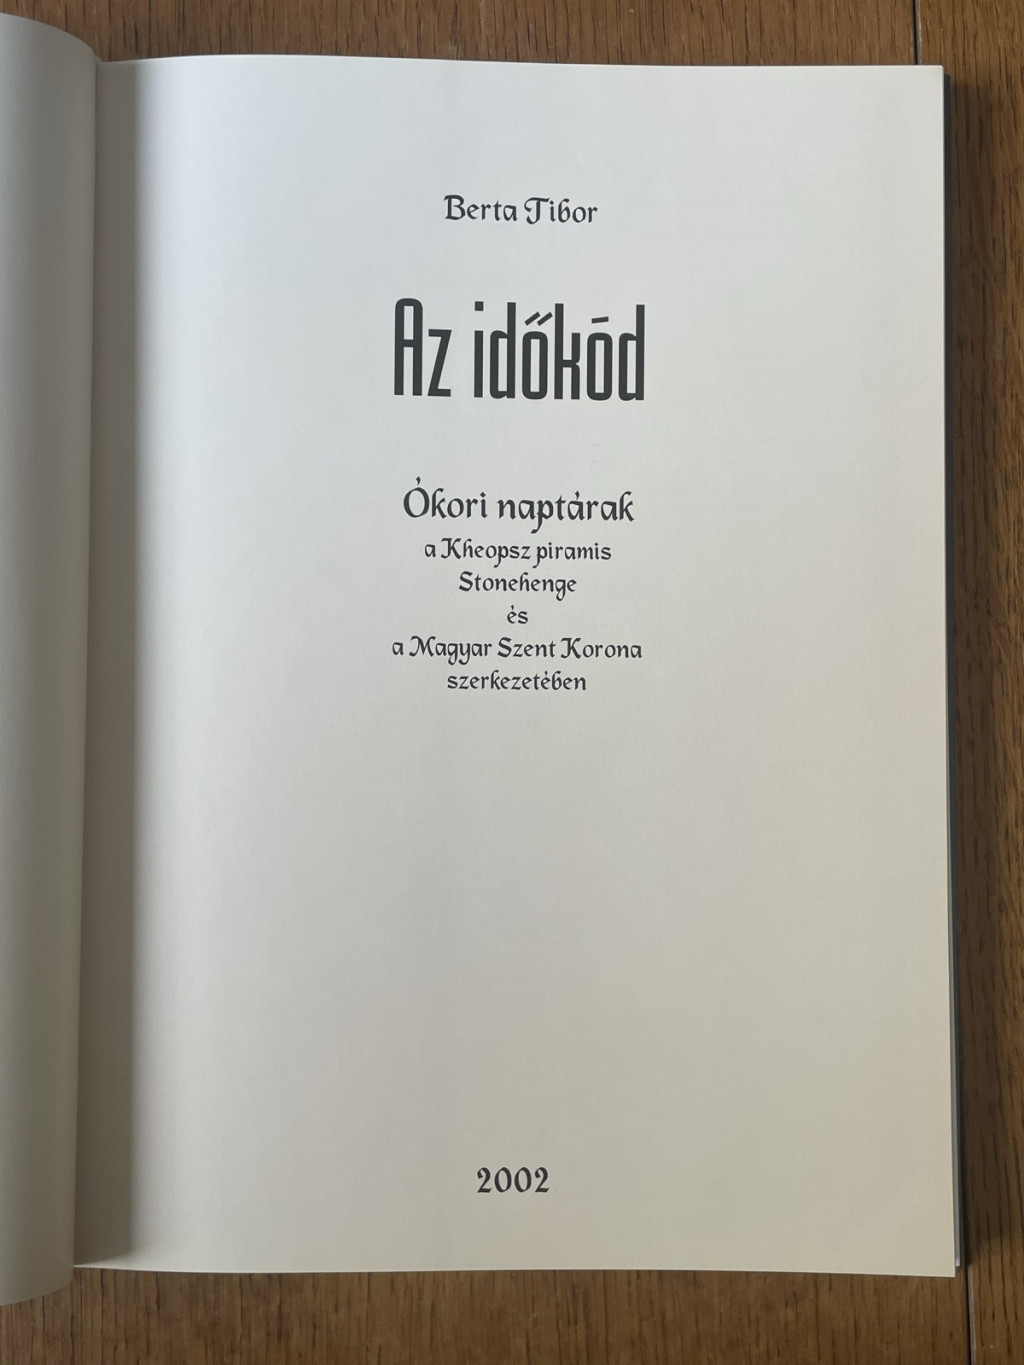 Berta Tibor
Az időkód
Ókori naptárak
a Kheopsz piramis
Stonehenge
és
a Magyar Szent Korona
szerkezetében
2002